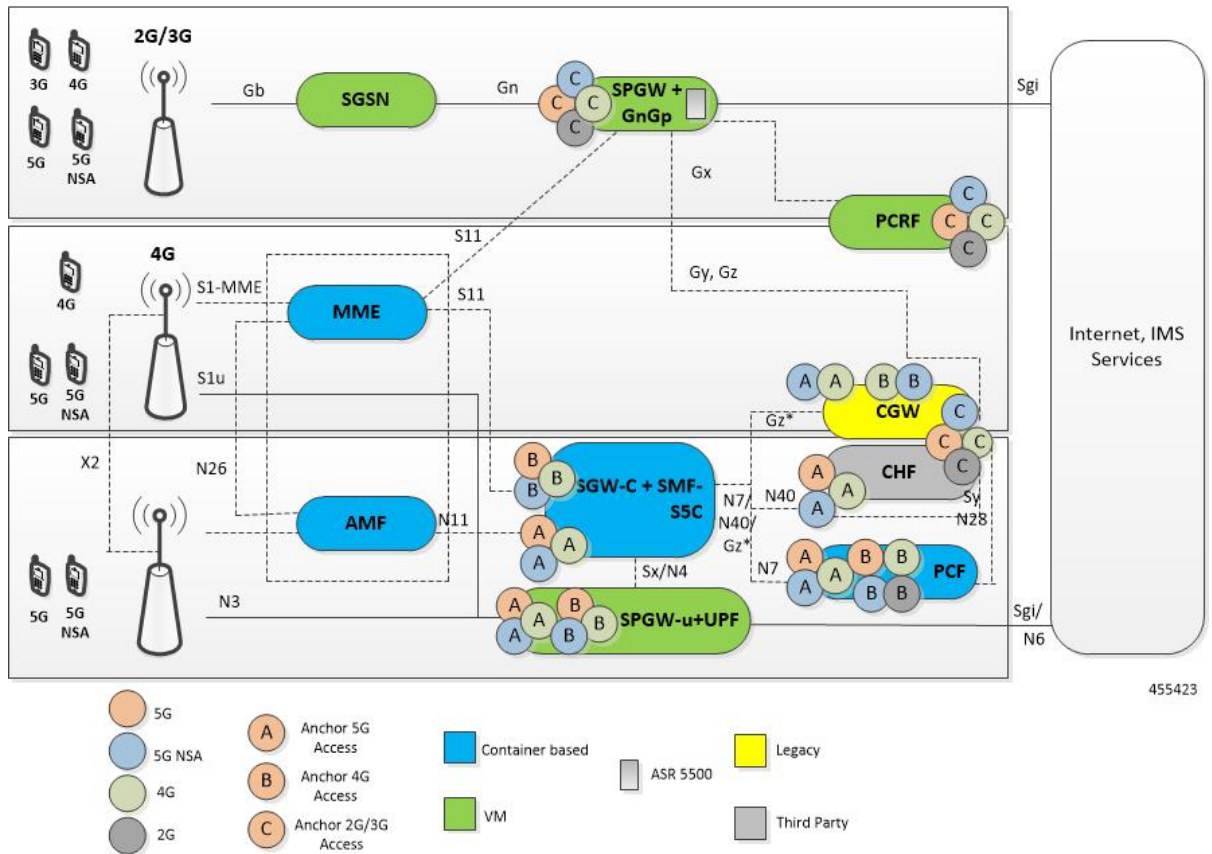 2G/3G
3G
4G
5G
5G
NSA
Gb
SGSN
Gn
C
C
C
C
SPGW +
GnGp
Sgi
Gx
PCRF
C
C
C
C
4G
4G
5G
5G
NSA
S1-MME
MME
S11
S11
S1u
Gy, Gz
Internet, IMS
Services
A
A
B
B
CGW
Gz*
C
C
C
C
CHF
A
A
A
N40
Sy
N28
X2
N26
AMF
N11
B
B
B
A
A
A
SGW-C + SMF-
S5C
N7/
N40/
Gz*
N7
A
A
A
B
B
B
B
PCF
Sx/N4
5G
5G
NSA
N3
A
A
A
B
B
B
SPGW-u+UPF
Sgi/
N6
455423
5G
5G NSA
4G
2G
A
Anchor 5G
Access
B
Anchor 4G
Access
C
Anchor 2G/3G
Access
Container based
VM
ASR 5500
Legacy
Third Party